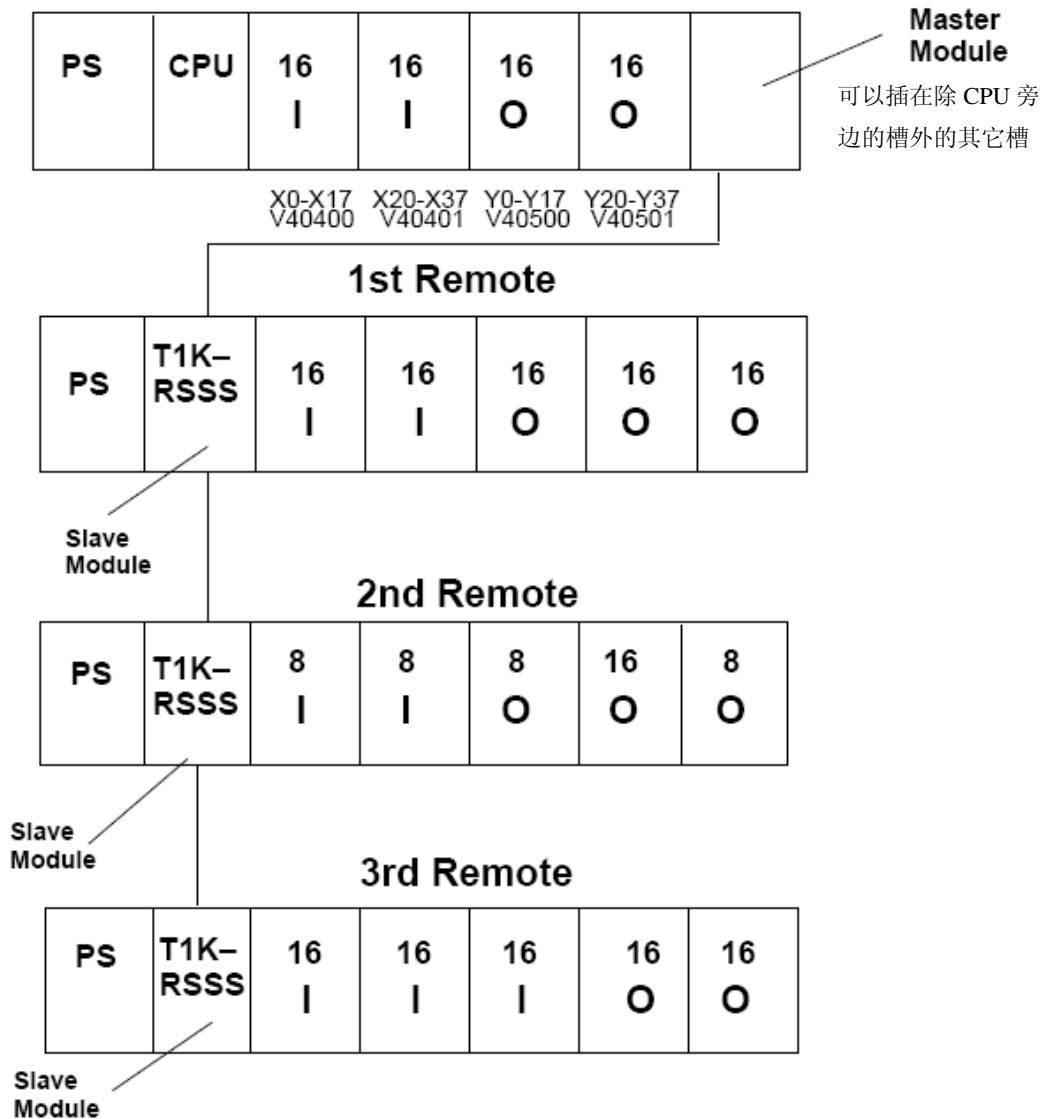 PS CPU 16 16 16 16
I I O O
Master
Module
可以插在除 CPU 旁
边的槽外的其它槽
X0-X17 X20-X37 Y0-Y17 Y20-Y37
V40400 V40401 V40500 V40501
1st Remote
PS
T1K–
RSSS
16 16 16 16 16
I I O O O
Slave
Module
2nd Remote
PS
T1K–
RSSS
8 8 8 16 8
I I O O O
Slave
Module
3rd Remote
PS
T1K–
RSSS
16 16 16 16 16
I I I O O
Slave
Module